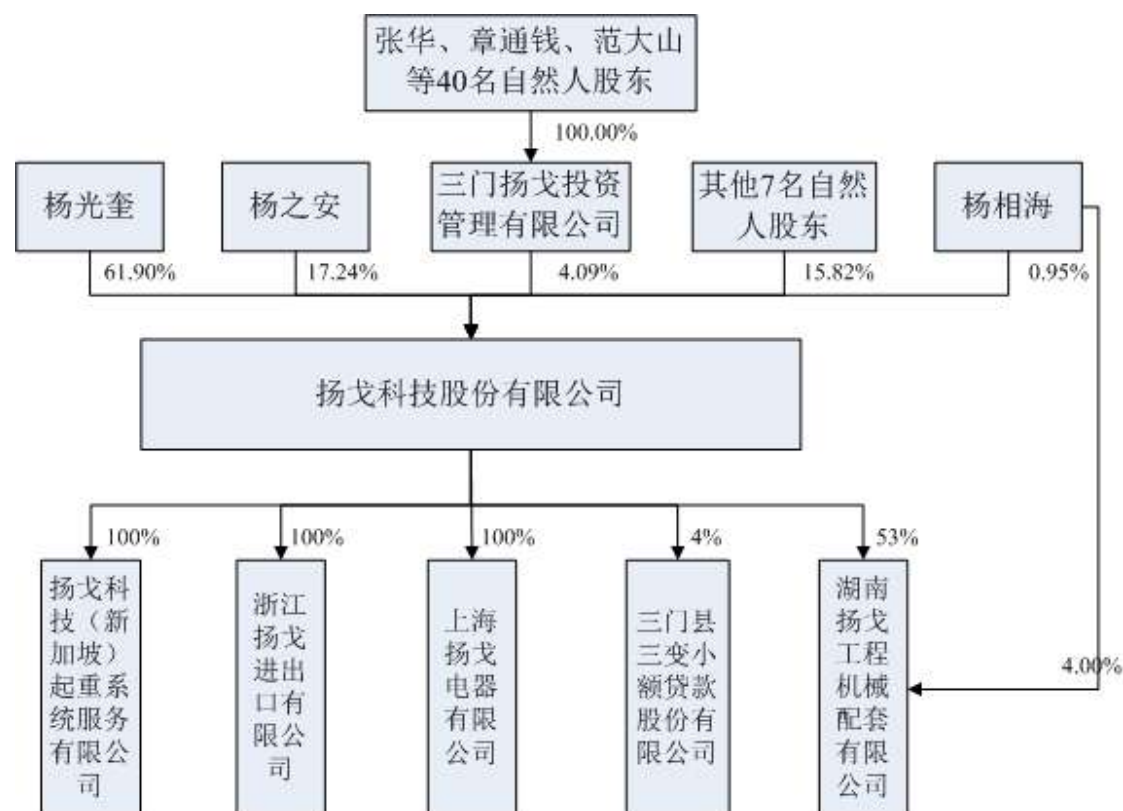 张华、章通钱、范大山
等40名自然人股东
100.00%
杨光奎
杨之安
三门扬戈投资
管理有限公司
其他7名自然
人股东
杨相海
61.90%
17.24%
4.09%
15.82%
0.95%
扬戈科技股份有限公司
100%
100%
100%
4%
53%
扬戈科
技（新
加坡）
起重系
统服务
有限公
司
浙江
扬戈
进出
口有
限公
司
上海
扬戈
电器
有限
公司
三门县
三变小
额贷款
股份有
限公司
湖南
扬戈
工程
机械
配套
有限
公司
4.00%